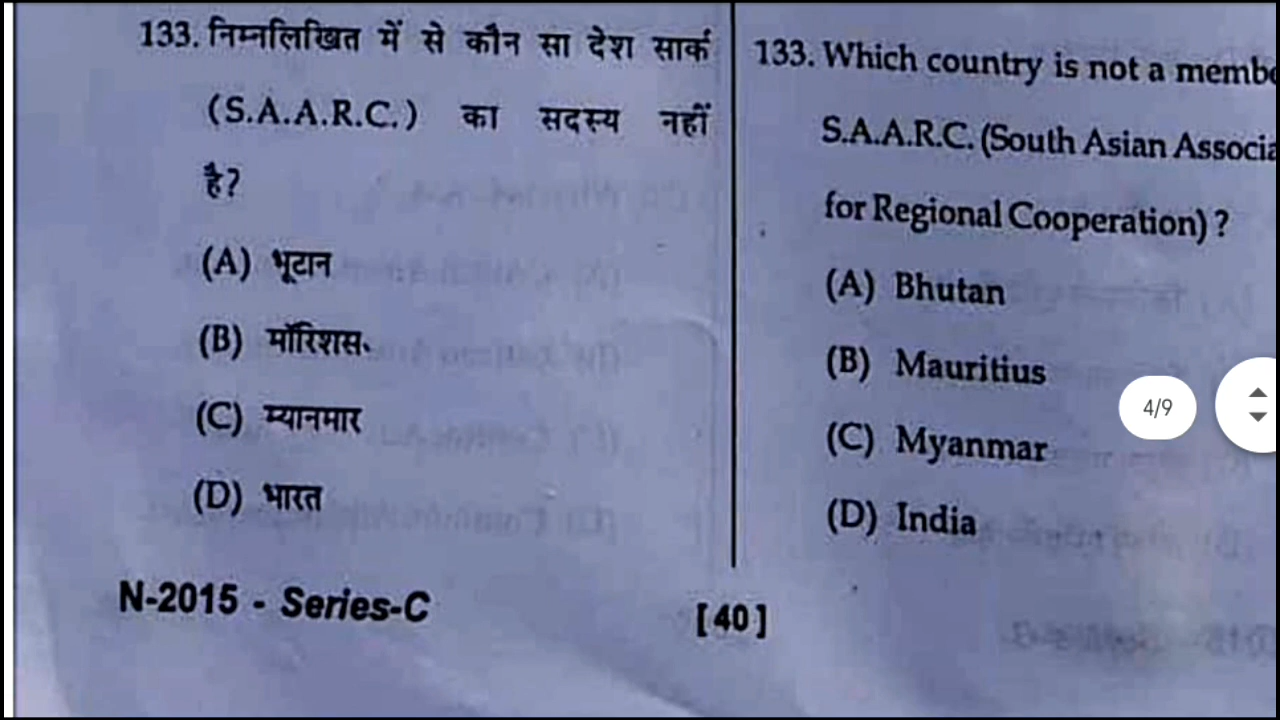 133. निम्नलिखित में से कौन सा देश सार्क
(S.A.A.R.C.) का सदस्य नहीं
है?
(A) भूटान
(B) मॉरिशस
(C) म्यानमार
(D) भारत
133. Which country is not a membe
S.A.A.R.C. (South Asian Associa
for Regional Cooperation) ?
(A) Bhutan
(B) Mauritius
(C) Myanmar
(D) India
4/9
N-2015 - Series-C
[ 40 ]